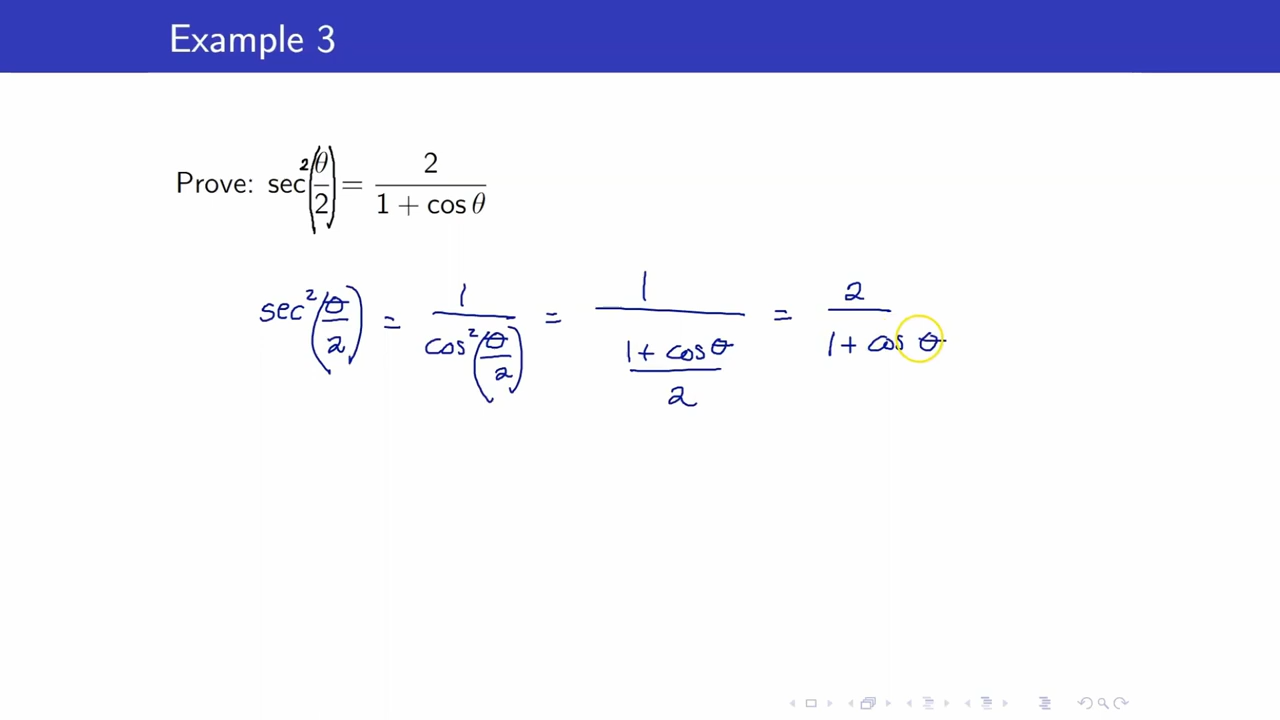 Example 3
Prove: sec²(θ/2) = 2/(1 + cos θ)
sec²(θ/2) = 1/cos²(θ/2) = 1/((1 + cos θ)/2) = 2/(1 + cos θ)